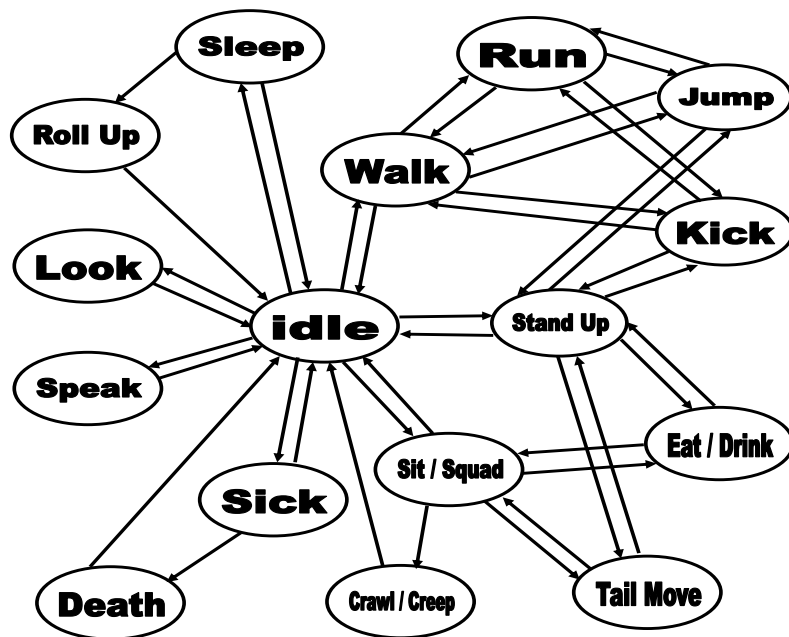 Sleep
Run
Jump
Roll Up
Walk
Kick
Look
idle
Stand Up
Speak
Eat / Drink
Sit / Squad
Sick
Death
Crawl / Creep
Tail Move